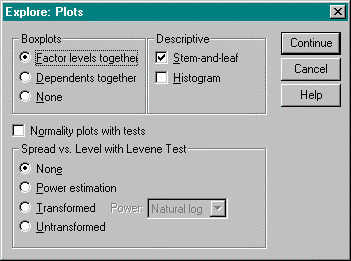 Explore: Plots
Boxplots
Factor levels together
Dependents together
None
Descriptive
Stem-and-leaf
Histogram
Continue
Cancel
Help
Normality plots with tests
Spread vs. Level with Levene Test
None
Power estimation
Transformed Power: Natural log
Untransformed